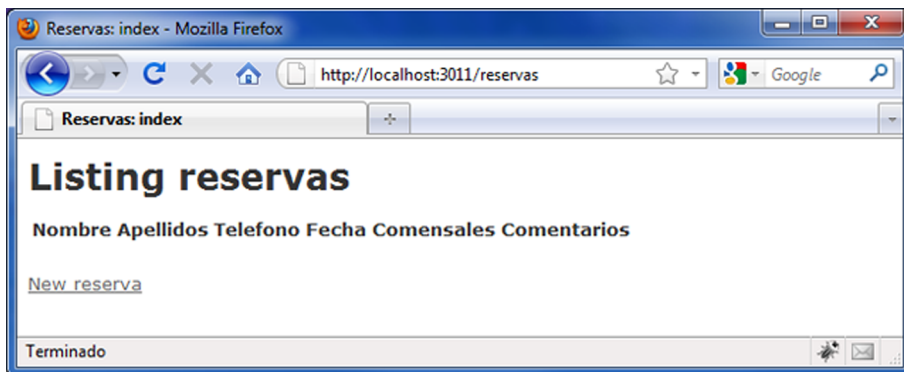 Reservas: index - Mozilla Firefox
http://localhost:3011/reservas
Google
Reservas: index
Listing reservas
Nombre Apellidos Telefono Fecha Comensales Comentarios
New reserva
Terminado